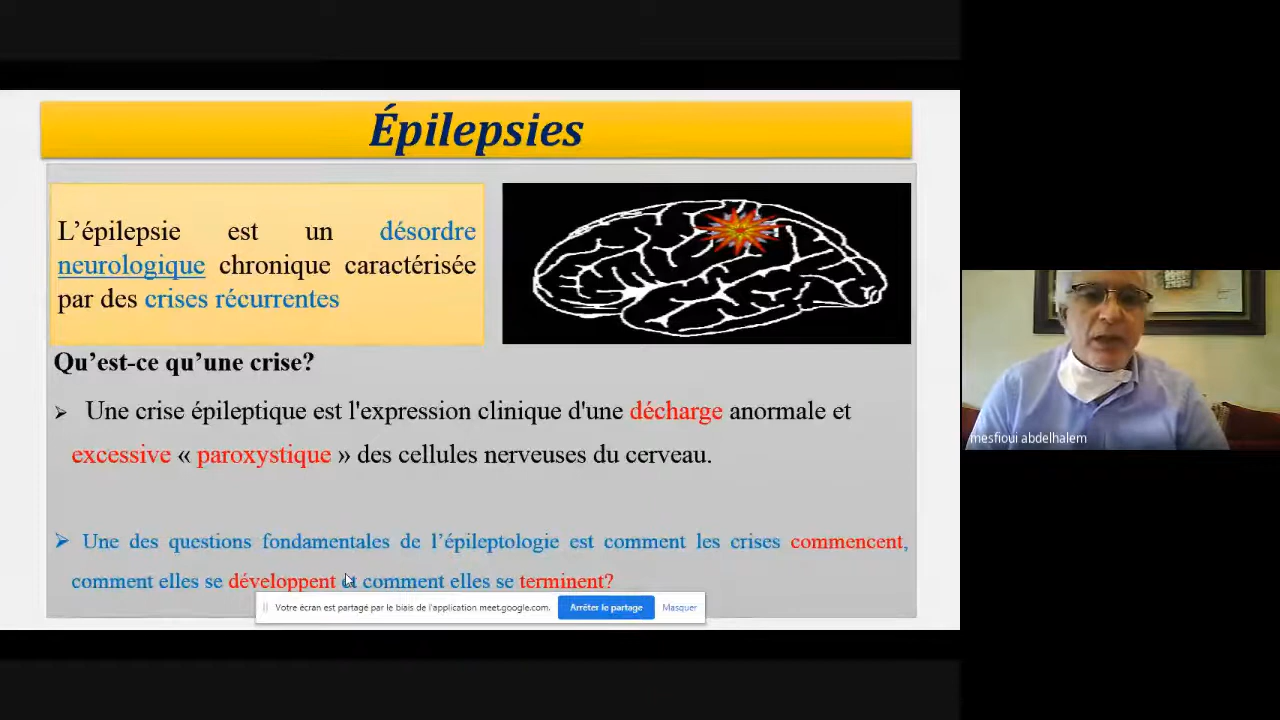 Épilepsies
L’épilepsie est un désordre
neurologique chronique caractérisée
par des crises récurrentes
Qu’est-ce qu’une crise?
➢ Une crise épileptique est l'expression clinique d'une décharge anormale et
excessive « paroxystique » des cellules nerveuses du cerveau.
➢ Une des questions fondamentales de l’épileptologie est comment les crises commencent,
comment elles se développent et comment elles se terminent?
Votre écran est partagé par le biais de l'application meet.google.com. Arrêter le partage Masquer
mesfioui abdelhalem